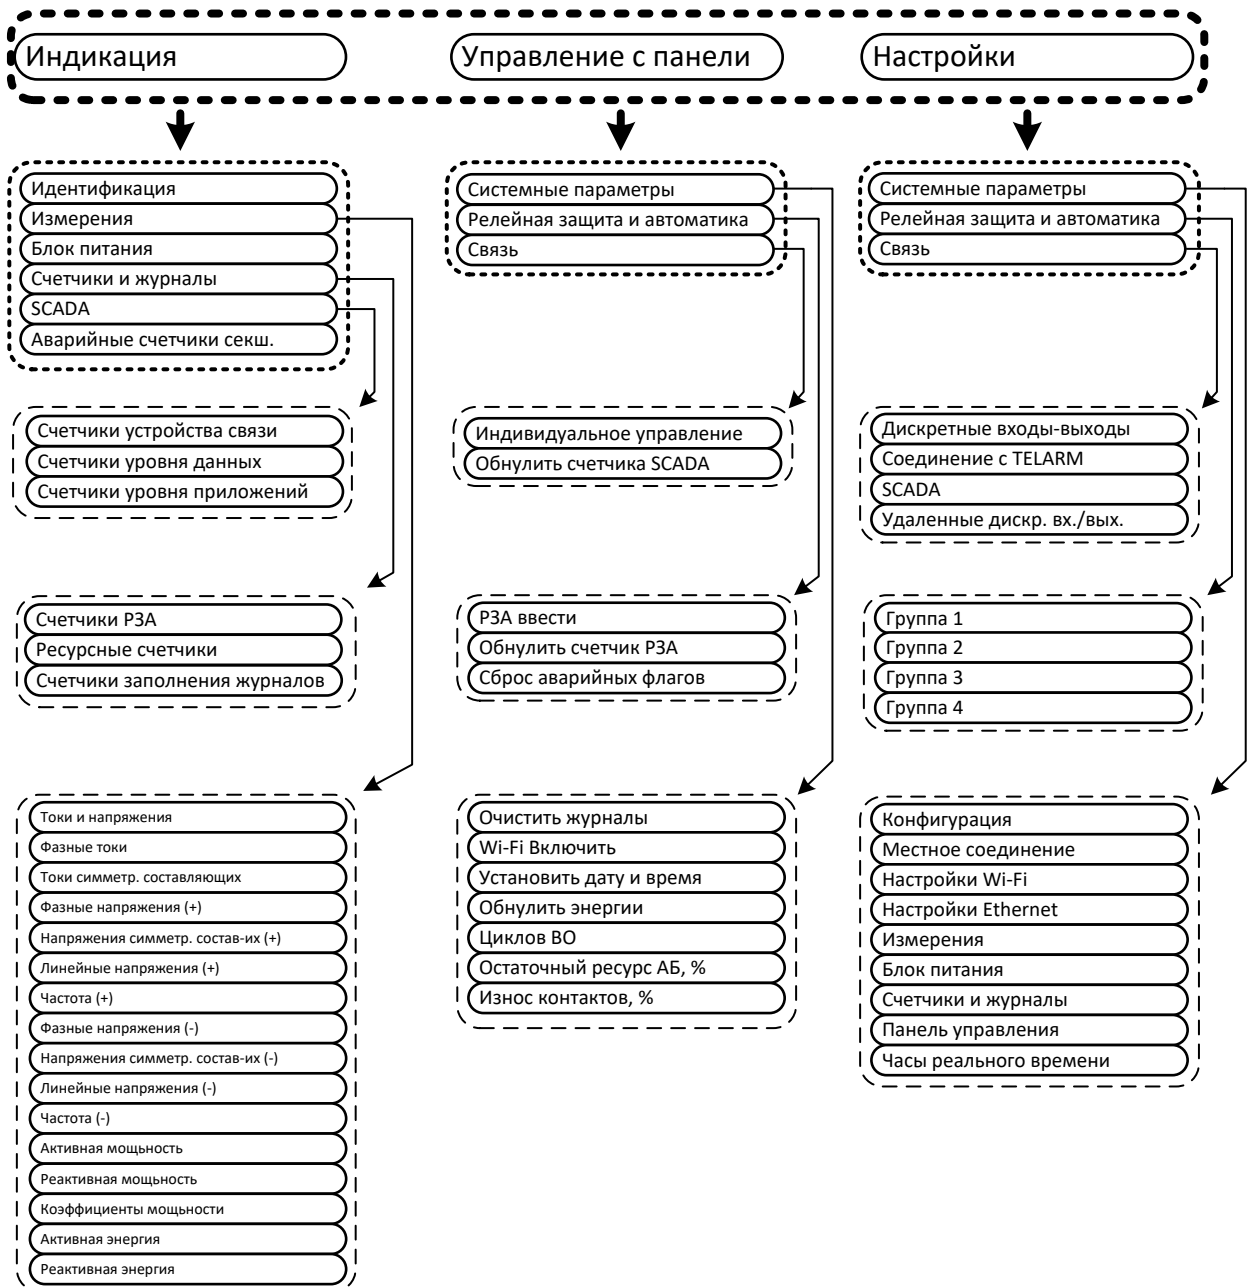 Индикация
Управление с панели
Настройки
Идентификация
Измерения
Блок питания
Счетчики и журналы
SCADA
Аварийные счетчики секш.
Системные параметры
Релейная защита и автоматика
Связь
Системные параметры
Релейная защита и автоматика
Связь
Счетчики устройства связи
Счетчики уровня данных
Счетчики уровня приложений
Индивидуальное управление
Обнулить счетчика SCADA
Дискретные входы-выходы
Соединение с TELARM
SCADA
Удаленные дискр. вх./вых.
Счетчики РЗА
Ресурсные счетчики
Счетчики заполнения журналов
РЗА ввести
Обнулить счетчик РЗА
Сброс аварийных флагов
Группа 1
Группа 2
Группа 3
Группа 4
Токи и напряжения
Фазные токи
Токи симметр. составляющих
Фазные напряжения (+)
Напряжения симметр. состав-их (+)
Линейные напряжения (+)
Частота (+)
Фазные напряжения (-)
Напряжения симметр. состав-их (-)
Линейные напряжения (-)
Частота (-)
Активная мощьность
Реактивная мощьность
Коэффициенты мощьности
Активная энергия
Реактивная энергия
Очистить журналы
Wi-Fi Включить
Установить дату и время
Обнулить энергии
Циклов ВО
Остаточный ресурс АБ, %
Износ контактов, %
Конфигурация
Местное соединение
Настройки Wi-Fi
Настройки Ethernet
Измерения
Блок питания
Счетчики и журналы
Панель управления
Часы реального времени